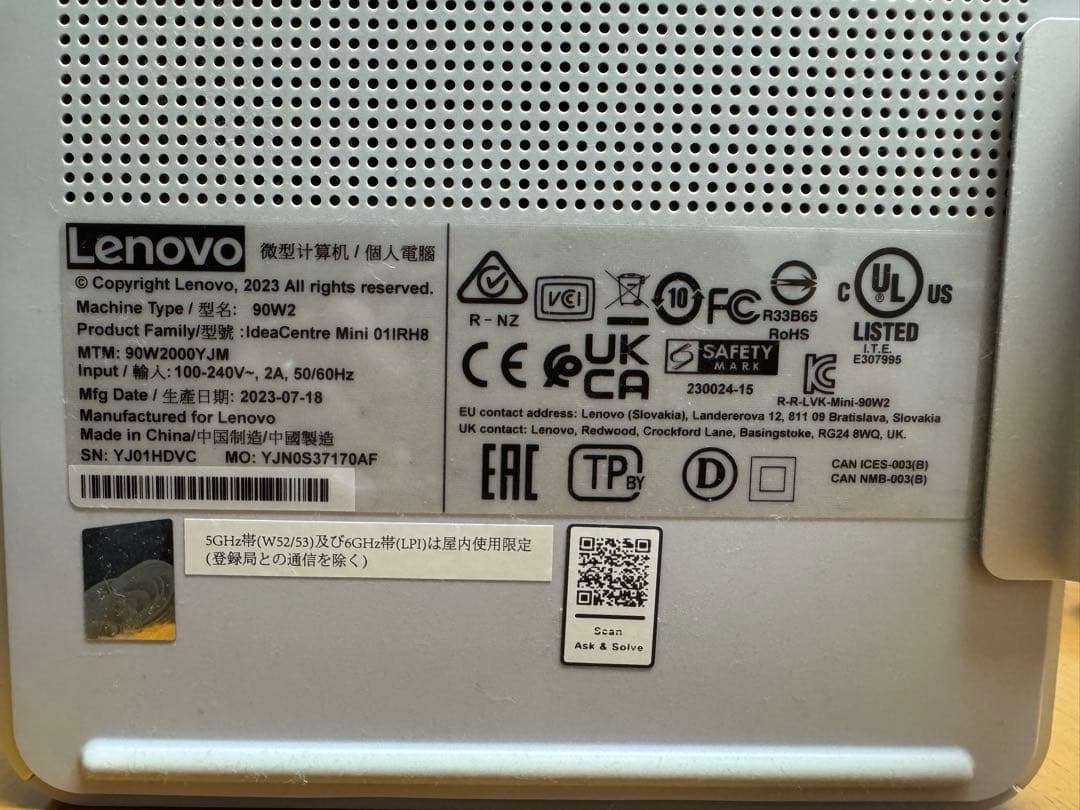 Lenovo 微型计算机 / 個人電腦
© Copyright Lenovo, 2023 All rights reserved.
Machine Type / 型名: 90W2
Product Family/型號 :IdeaCentre Mini 01IRH8
MTM: 90W2000YJM
Input / 輸入: 100-240V~, 2A, 50/60Hz
Mfg Date / 生產日期: 2023-07-18
Manufactured for Lenovo
Made in China/中国制造/中國製造
SN: YJ01HDVC MO: YJN0S37170AF
R-NZ
VCI
10
FC
R33B65
RoHS
C UL US
®
LISTED
I.T.E.
E307995
CE
UK
CA
SAFETY
MARK
230024-15
R-R-LVK-Mini-90W2
EU contact address: Lenovo (Slovakia), Landererova 12, 811 09 Bratislava, Slovakia
UK contact: Lenovo, Redwood, Crockford Lane, Basingstoke, RG24 8WQ, UK.
EAC
TP BY
D
CAN ICES-003(B)
CAN NMB-003(B)
5GHz帯(W52/53)及び6GHz帯(LPI)は屋内使用限定
(登録局との通信を除く)
Scan
Ask & Solve